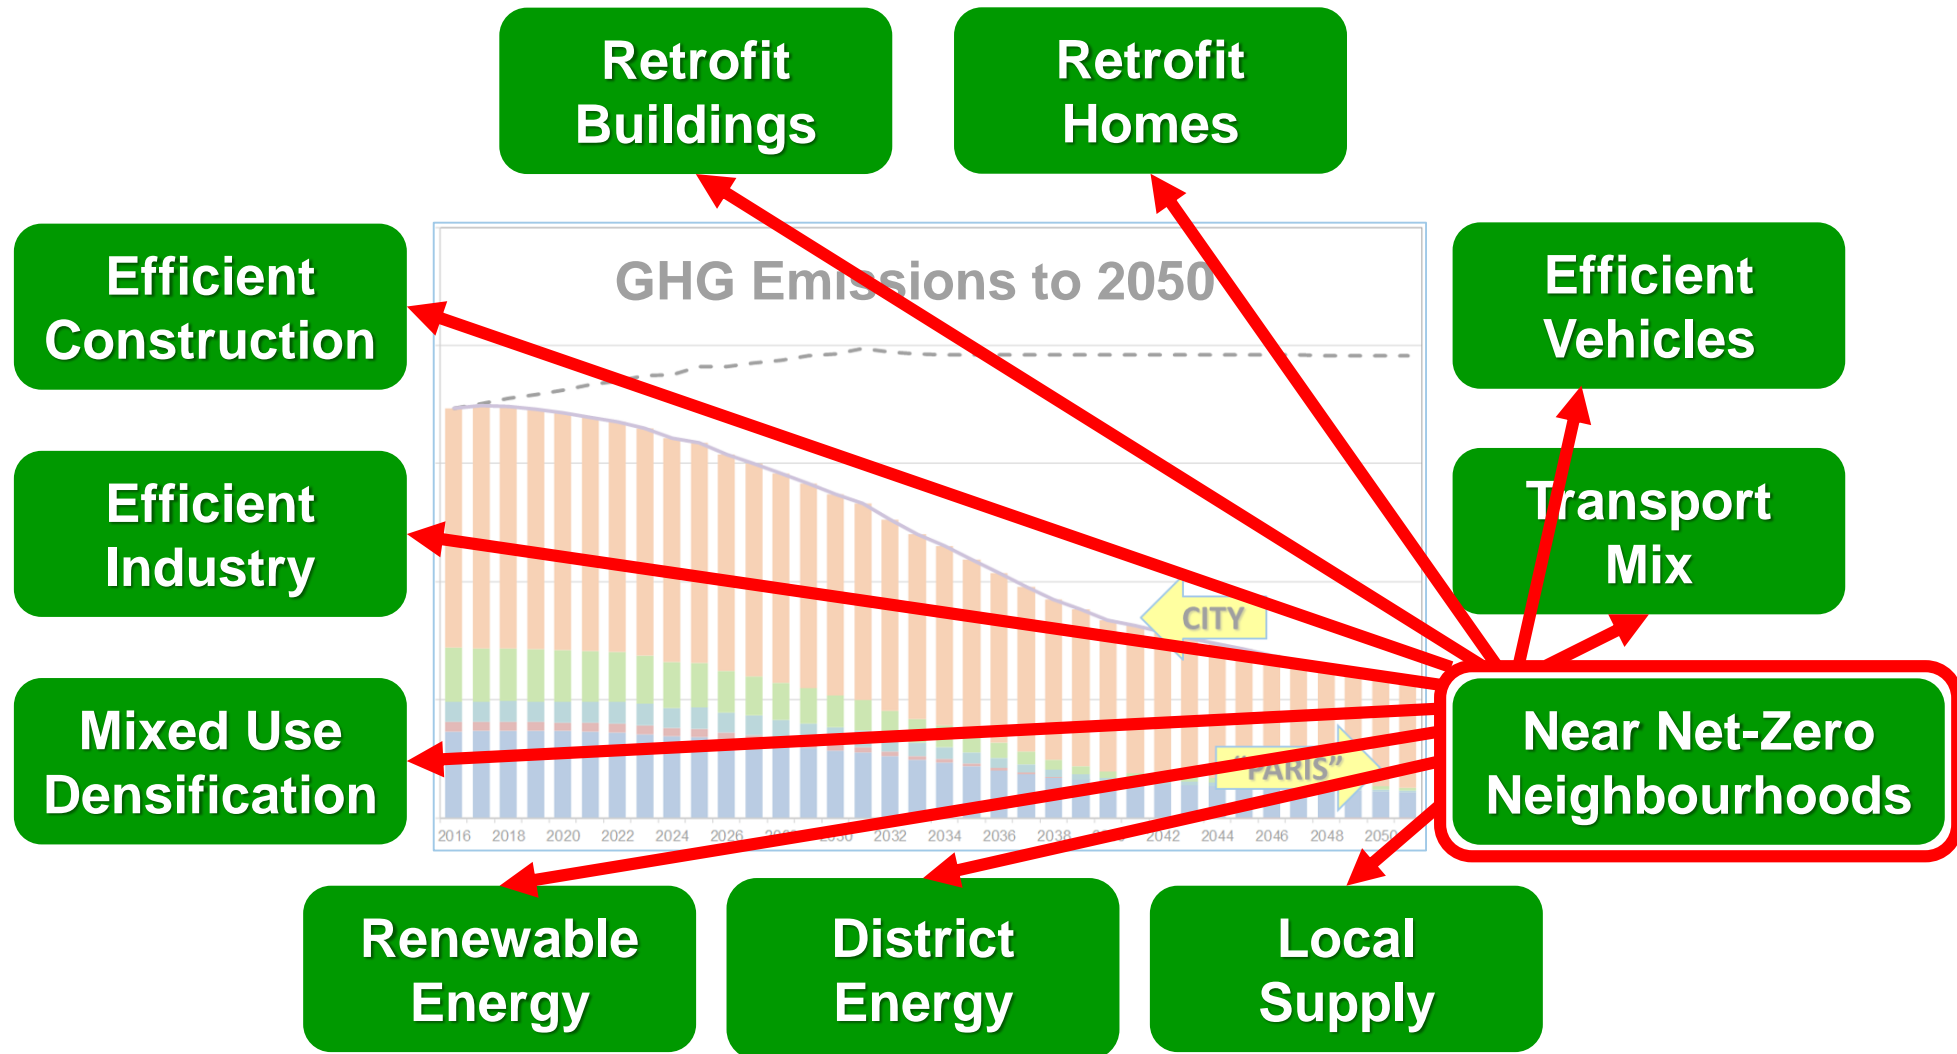 Retrofit
Buildings
Retrofit
Homes
Efficient
Construction
GHG Emissions to 2050
Efficient
Vehicles
Efficient
Industry
Transport
Mix
CITY
Mixed Use
Densification
"PARIS"
Near Net-Zero
Neighbourhoods
2016 2018 2020 2022 2024 2026 2032 2034 2036 2038 2042 2044 2046 2048 2050
Renewable
Energy
District
Energy
Local
Supply